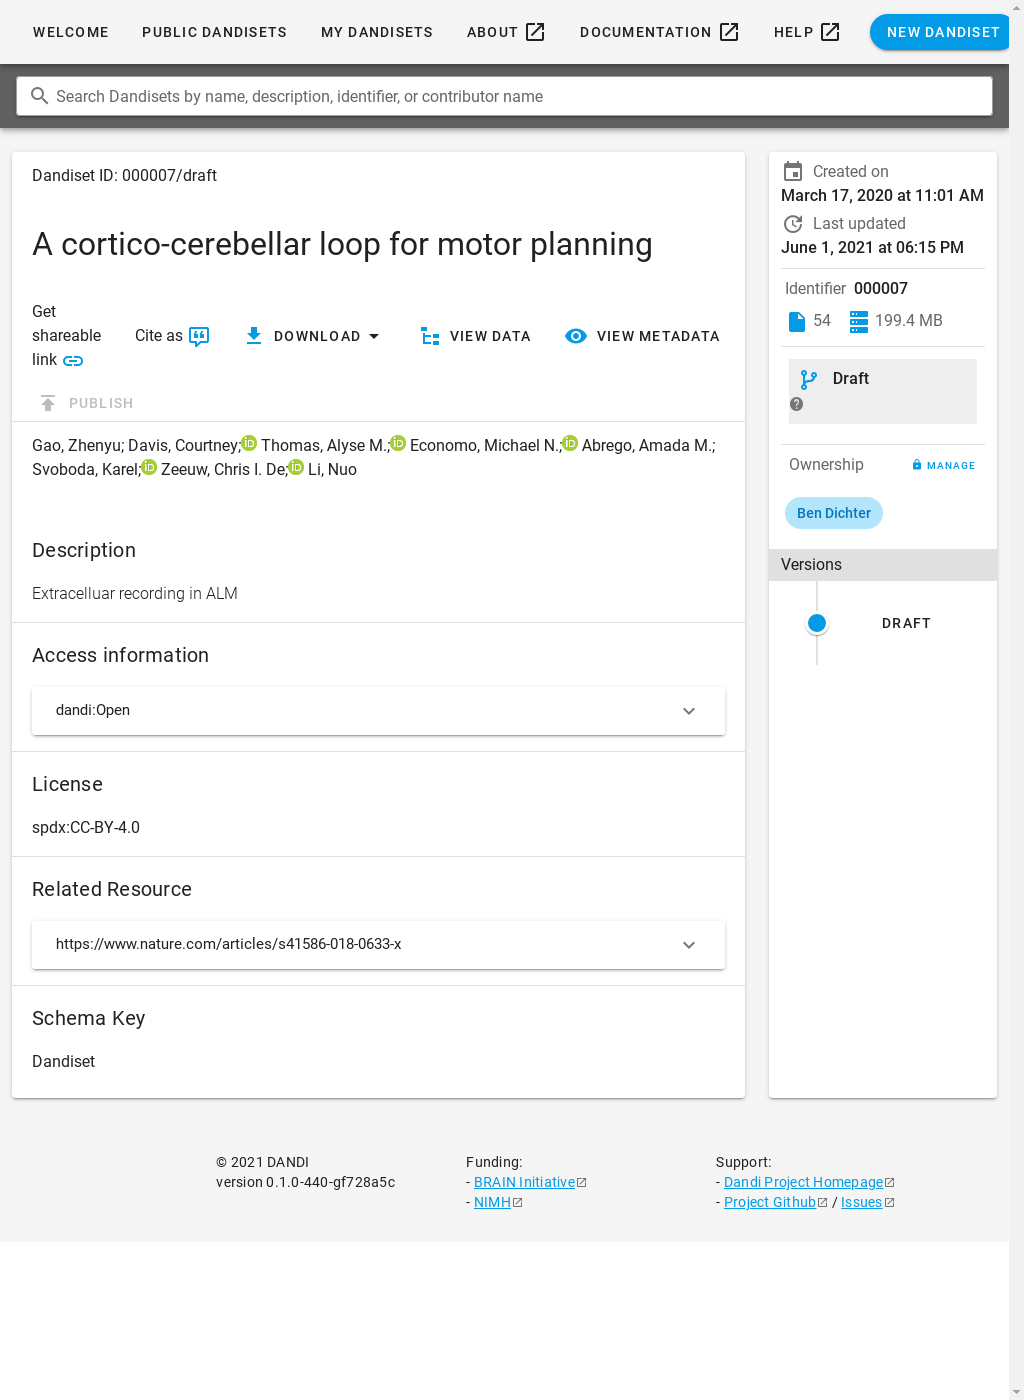 WELCOME PUBLIC DANDISETS MY DANDISETS ABOUT DOCUMENTATION HELP NEW DANDISET
Search Dandisets by name, description, identifier, or contributor name
Dandiset ID: 000007/draft
A cortico-cerebellar loop for motor planning
Get
shareable
link
Cite as
DOWNLOAD
VIEW DATA
VIEW METADATA
PUBLISH
Gao, Zhenyu; Davis, Courtney; Thomas, Alyse M.; Economo, Michael N.; Abrego, Amada M.;
Svoboda, Karel; Zeeuw, Chris I. De; Li, Nuo
Description
Extracelluar recording in ALM
Access information
dandi:Open
License
spdx:CC-BY-4.0
Related Resource
https://www.nature.com/articles/s41586-018-0633-x
Schema Key
Dandiset
Created on
March 17, 2020 at 11:01 AM
Last updated
June 1, 2021 at 06:15 PM
Identifier 000007
54 199.4 MB
Draft
Ownership MANAGE
Ben Dichter
Versions
DRAFT
© 2021 DANDI
version 0.1.0-440-gf728a5c
Funding:
- BRAIN Initiative
- NIMH
Support:
- Dandi Project Homepage
- Project Github / Issues